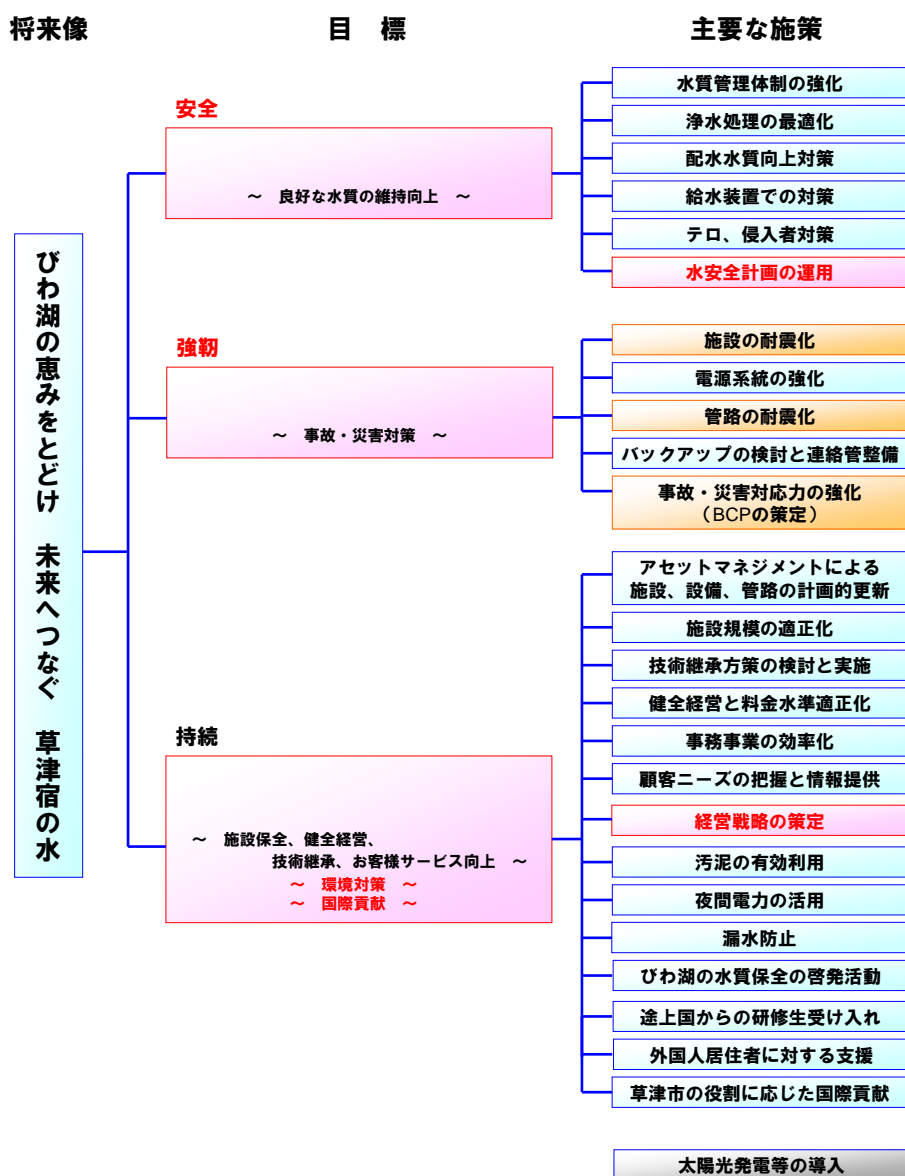 将来像
目　標
主要な施策
びわ湖の恵みをとどけ　未来へつなぐ　草津宿の水
安全
～　良好な水質の維持向上　～
水質管理体制の強化
浄水処理の最適化
配水水質向上対策
給水装置での対策
テロ、侵入者対策
水安全計画の運用
強靭
～　事故・災害対策　～
施設の耐震化
電源系統の強化
管路の耐震化
バックアップの検討と連絡管整備
事故・災害対応力の強化
（BCPの策定）
持続
～　施設保全、健全経営、
技術継承、お客様サービス向上　～
～　環境対策　～
～　国際貢献　～
アセットマネジメントによる
施設、設備、管路の計画的更新
施設規模の適正化
技術継承方策の検討と実施
健全経営と料金水準適正化
事務事業の効率化
顧客ニーズの把握と情報提供
経営戦略の策定
汚泥の有効利用
夜間電力の活用
漏水防止
びわ湖の水質保全の啓発活動
途上国からの研修生受け入れ
外国人居住者に対する支援
草津市の役割に応じた国際貢献
太陽光発電等の導入